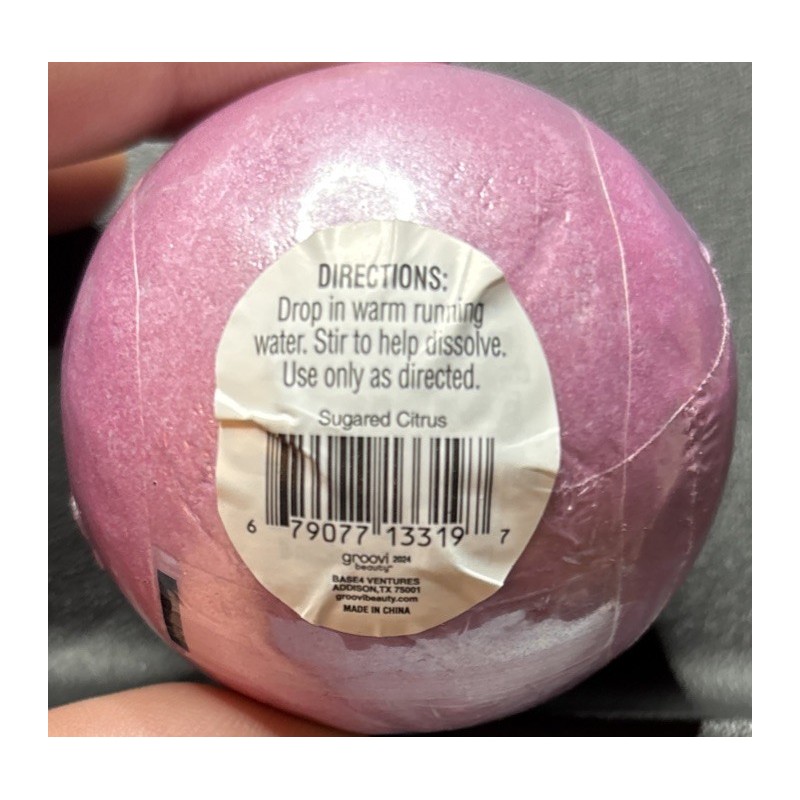 DIRECTIONS:
Drop in warm running
water. Stir to help dissolve.
Use only as directed.
Sugared Citrus
6 79077 13319 7
groovi 2024
beauty™
BASE4 VENTURES
ADDISON,TX 75001
groovibeauty.com
MADE IN CHINA